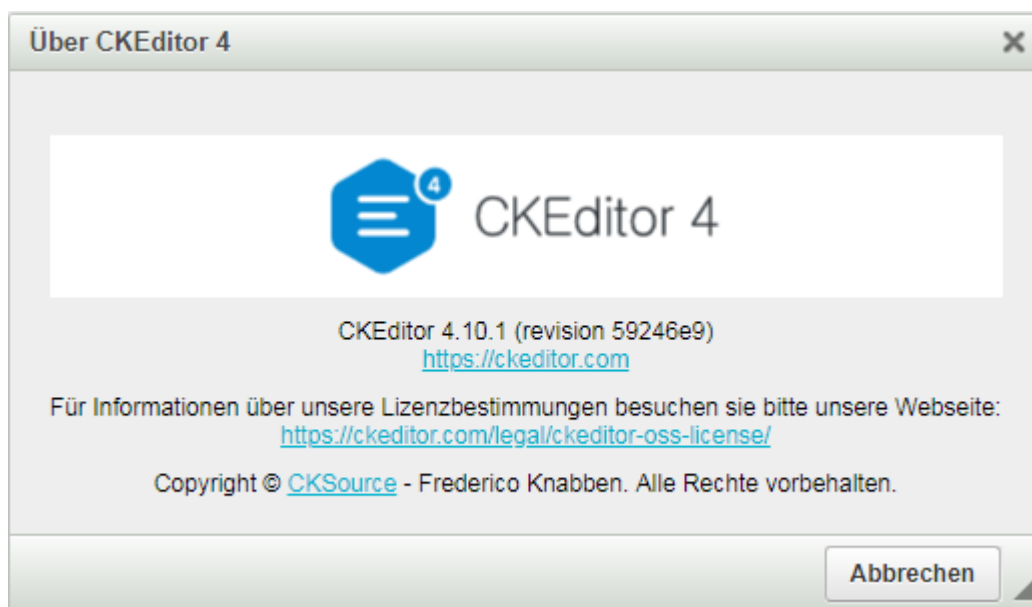 Über CKEditor 4
4
CKEditor 4
CKEditor 4.10.1 (revision 59246e9)
https://ckeditor.com
Für Informationen über unsere Lizenzbestimmungen besuchen sie bitte unsere Webseite:
https://ckeditor.com/legal/ckeditor-oss-license/
Copyright © CKSource - Frederico Knabben. Alle Rechte vorbehalten.
Abbrechen